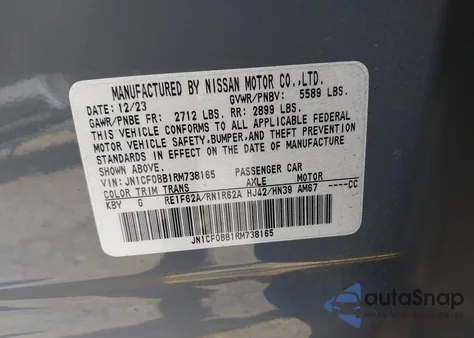 MANUFACTURED BY NISSAN MOTOR CO.,LTD.
DATE: 12/23 GVWR/PNBV: 5589 LBS.
GAWR/PNBE FR: 2712 LBS. RR: 2899 LBS.
THIS VEHICLE CONFORMS TO ALL APPLICABLE FEDERAL
MOTOR VEHICLE SAFETY,BUMPER,AND THEFT PREVENTION
STANDARDS IN EFFECT ON THE DATE OF MANUFACTURE
SHOWN ABOVE.
VIN: JN1CF0BB1RM738165 PASSENGER CAR
COLOR TRIM TRANS AXLE MOTOR
KBY G RE1F62A/RN1R62A HJ42/HN39 AM67 ----CC
JN1CF0BB1RM738165
autoSnap